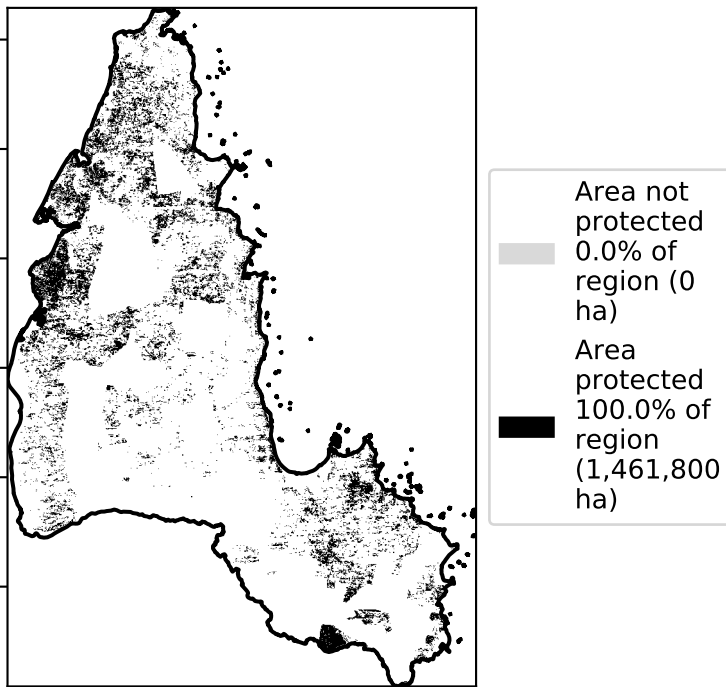 Area not
protected
0.0% of
region (0
ha)
Area
protected
100.0% of
region
(1,461,800
ha)